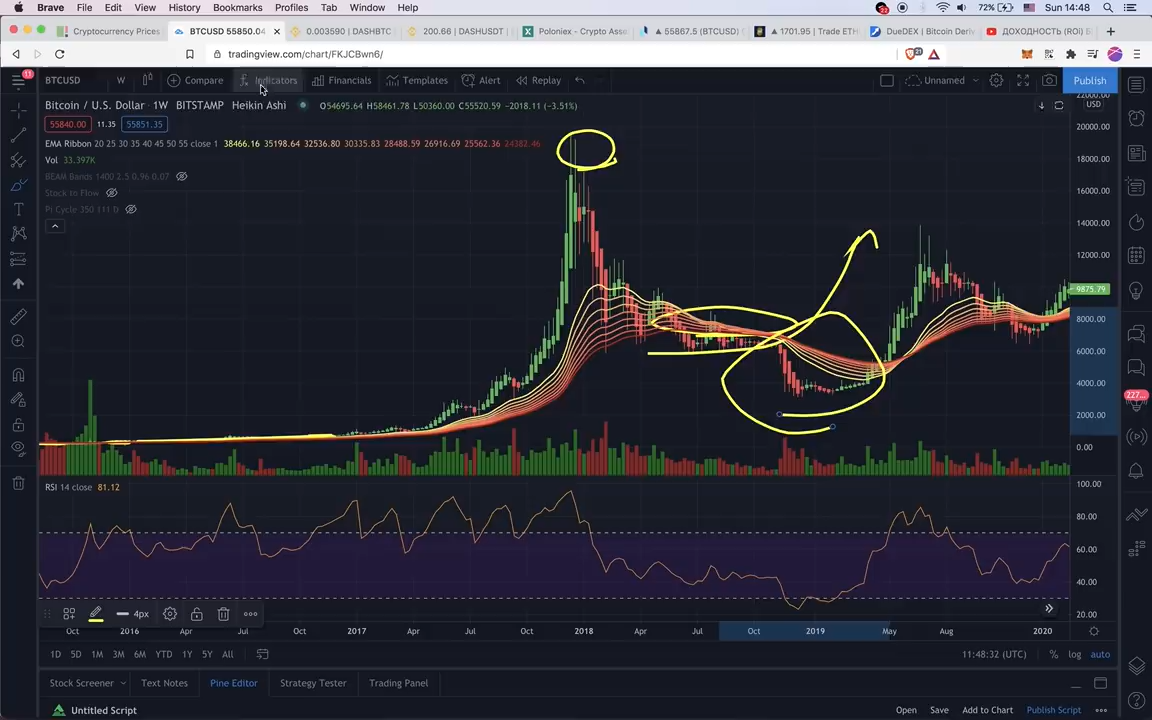 Brave File Edit View History Bookmarks Profiles Tab Window Help 72% Sun 14:48
Cryptocurrency Prices BTCUSD 55850.04 0.003590 | DASHBTC 200.66 | DASHUSDT Poloniex - Crypto Asse ▲ 55867.5 (BTCUSD) ▲ 1701.95 | Trade ETH DueDEX | Bitcoin Deriv ДОХОДНОСТЬ (ROI) Б
tradingview.com/chart/FKJCBwn6/ 21
11 BTCUSD W Compare Indicators Financials Templates Alert Replay Unnamed Publish
Bitcoin / U.S. Dollar · 1W BITSTAMP Heikin Ashi O54695.64 H58461.78 L50360.00 C55520.59 −2018.11 (−3.51%)
55840.00 11.35 55851.35
EMA Ribbon 20 25 30 35 40 45 50 55 close 1 38466.16 35198.64 32536.80 30335.83 28488.59 26916.69 25562.36 24382.46
Vol 33.397K
BEAM Bands 1400 2.5 0.96 0.07
Stock to Flow
Pi Cycle 350 111 ()
22000.00
USD
20000.00
18000.00
16000.00
14000.00
12000.00
9875.79
8000.00
6000.00
4000.00
2000.00
0.00
227
RSI 14 close 81.12
100.00
80.00
60.00
40.00
20.00
4px
Oct 2016 Apr Jul Oct 2017 Apr Jul Oct 2018 Apr Jul Oct 2019 May Aug 2020
1D 5D 1M 3M 6M YTD 1Y 5Y All 11:48:32 (UTC) % log auto
Stock Screener Text Notes Pine Editor Strategy Tester Trading Panel
Untitled Script Open Save Add to Chart Publish Script